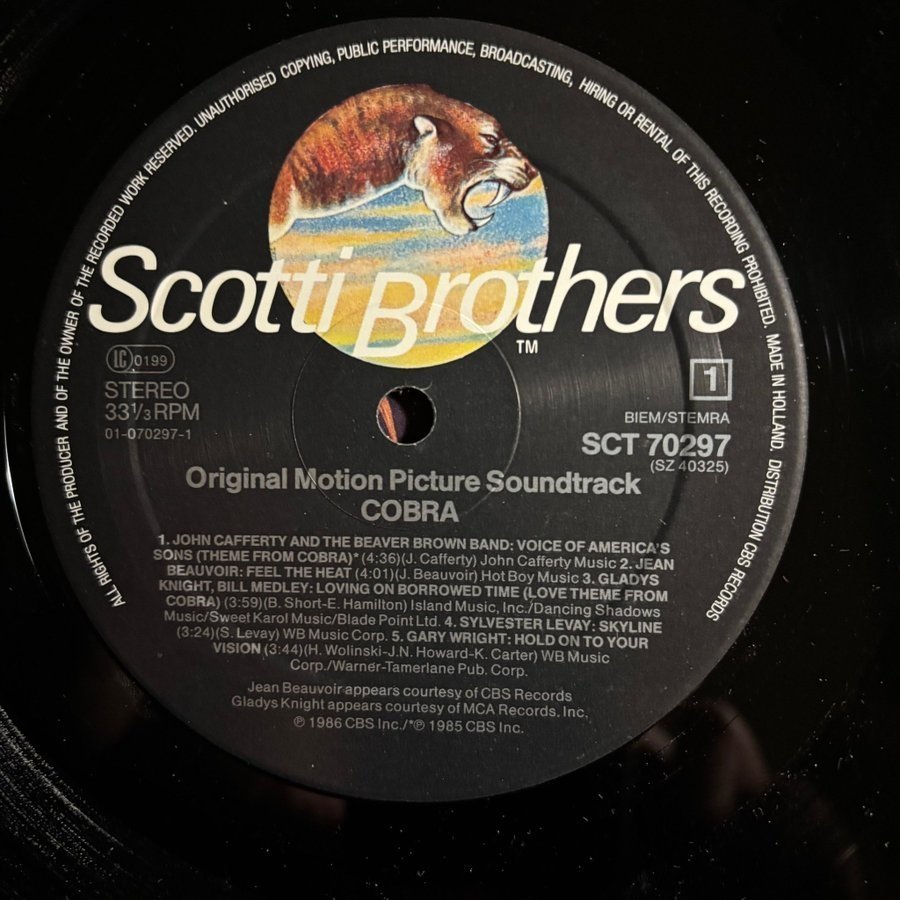 ALL RIGHTS OF THE PRODUCER AND OF THE OWNER OF THE RECORDED WORK RESERVED. UNAUTHORISED COPYING, PUBLIC PERFORMANCE, BROADCASTING, HIRING OR RENTAL OF THIS RECORDING PROHIBITED. MADE IN HOLLAND. DISTRIBUTION CBS RECORDS
Scotti Brothers
TM
LC 0199
STEREO
33 1/3 RPM
01-070297-1
1
BIEM/STEMRA
SCT 70297
(SZ 40325)
Original Motion Picture Soundtrack
COBRA
1. JOHN CAFFERTY AND THE BEAVER BROWN BAND: VOICE OF AMERICA'S
SONS (THEME FROM COBRA)* (4:36)(J. Cafferty) John Cafferty Music 2. JEAN
BEAUVOIR: FEEL THE HEAT (4:01)(J. Beauvoir) Hot Boy Music 3. GLADYS
KNIGHT, BILL MEDLEY: LOVING ON BORROWED TIME (LOVE THEME FROM
COBRA) (3:59)(B. Short-E. Hamilton) Island Music, Inc./Dancing Shadows
Music/Sweet Karol Music/Blade Point Ltd. 4. SYLVESTER LEVAY: SKYLINE
(3:24)(S. Levay) WB Music Corp. 5. GARY WRIGHT: HOLD ON TO YOUR
VISION (3:44)(H. Wolinski-J.N. Howard-K. Carter) WB Music
Corp./Warner-Tamerlane Pub. Corp.
Jean Beauvoir appears courtesy of CBS Records
Gladys Knight appears courtesy of MCA Records, Inc.
℗ 1986 CBS Inc./*℗ 1985 CBS Inc.